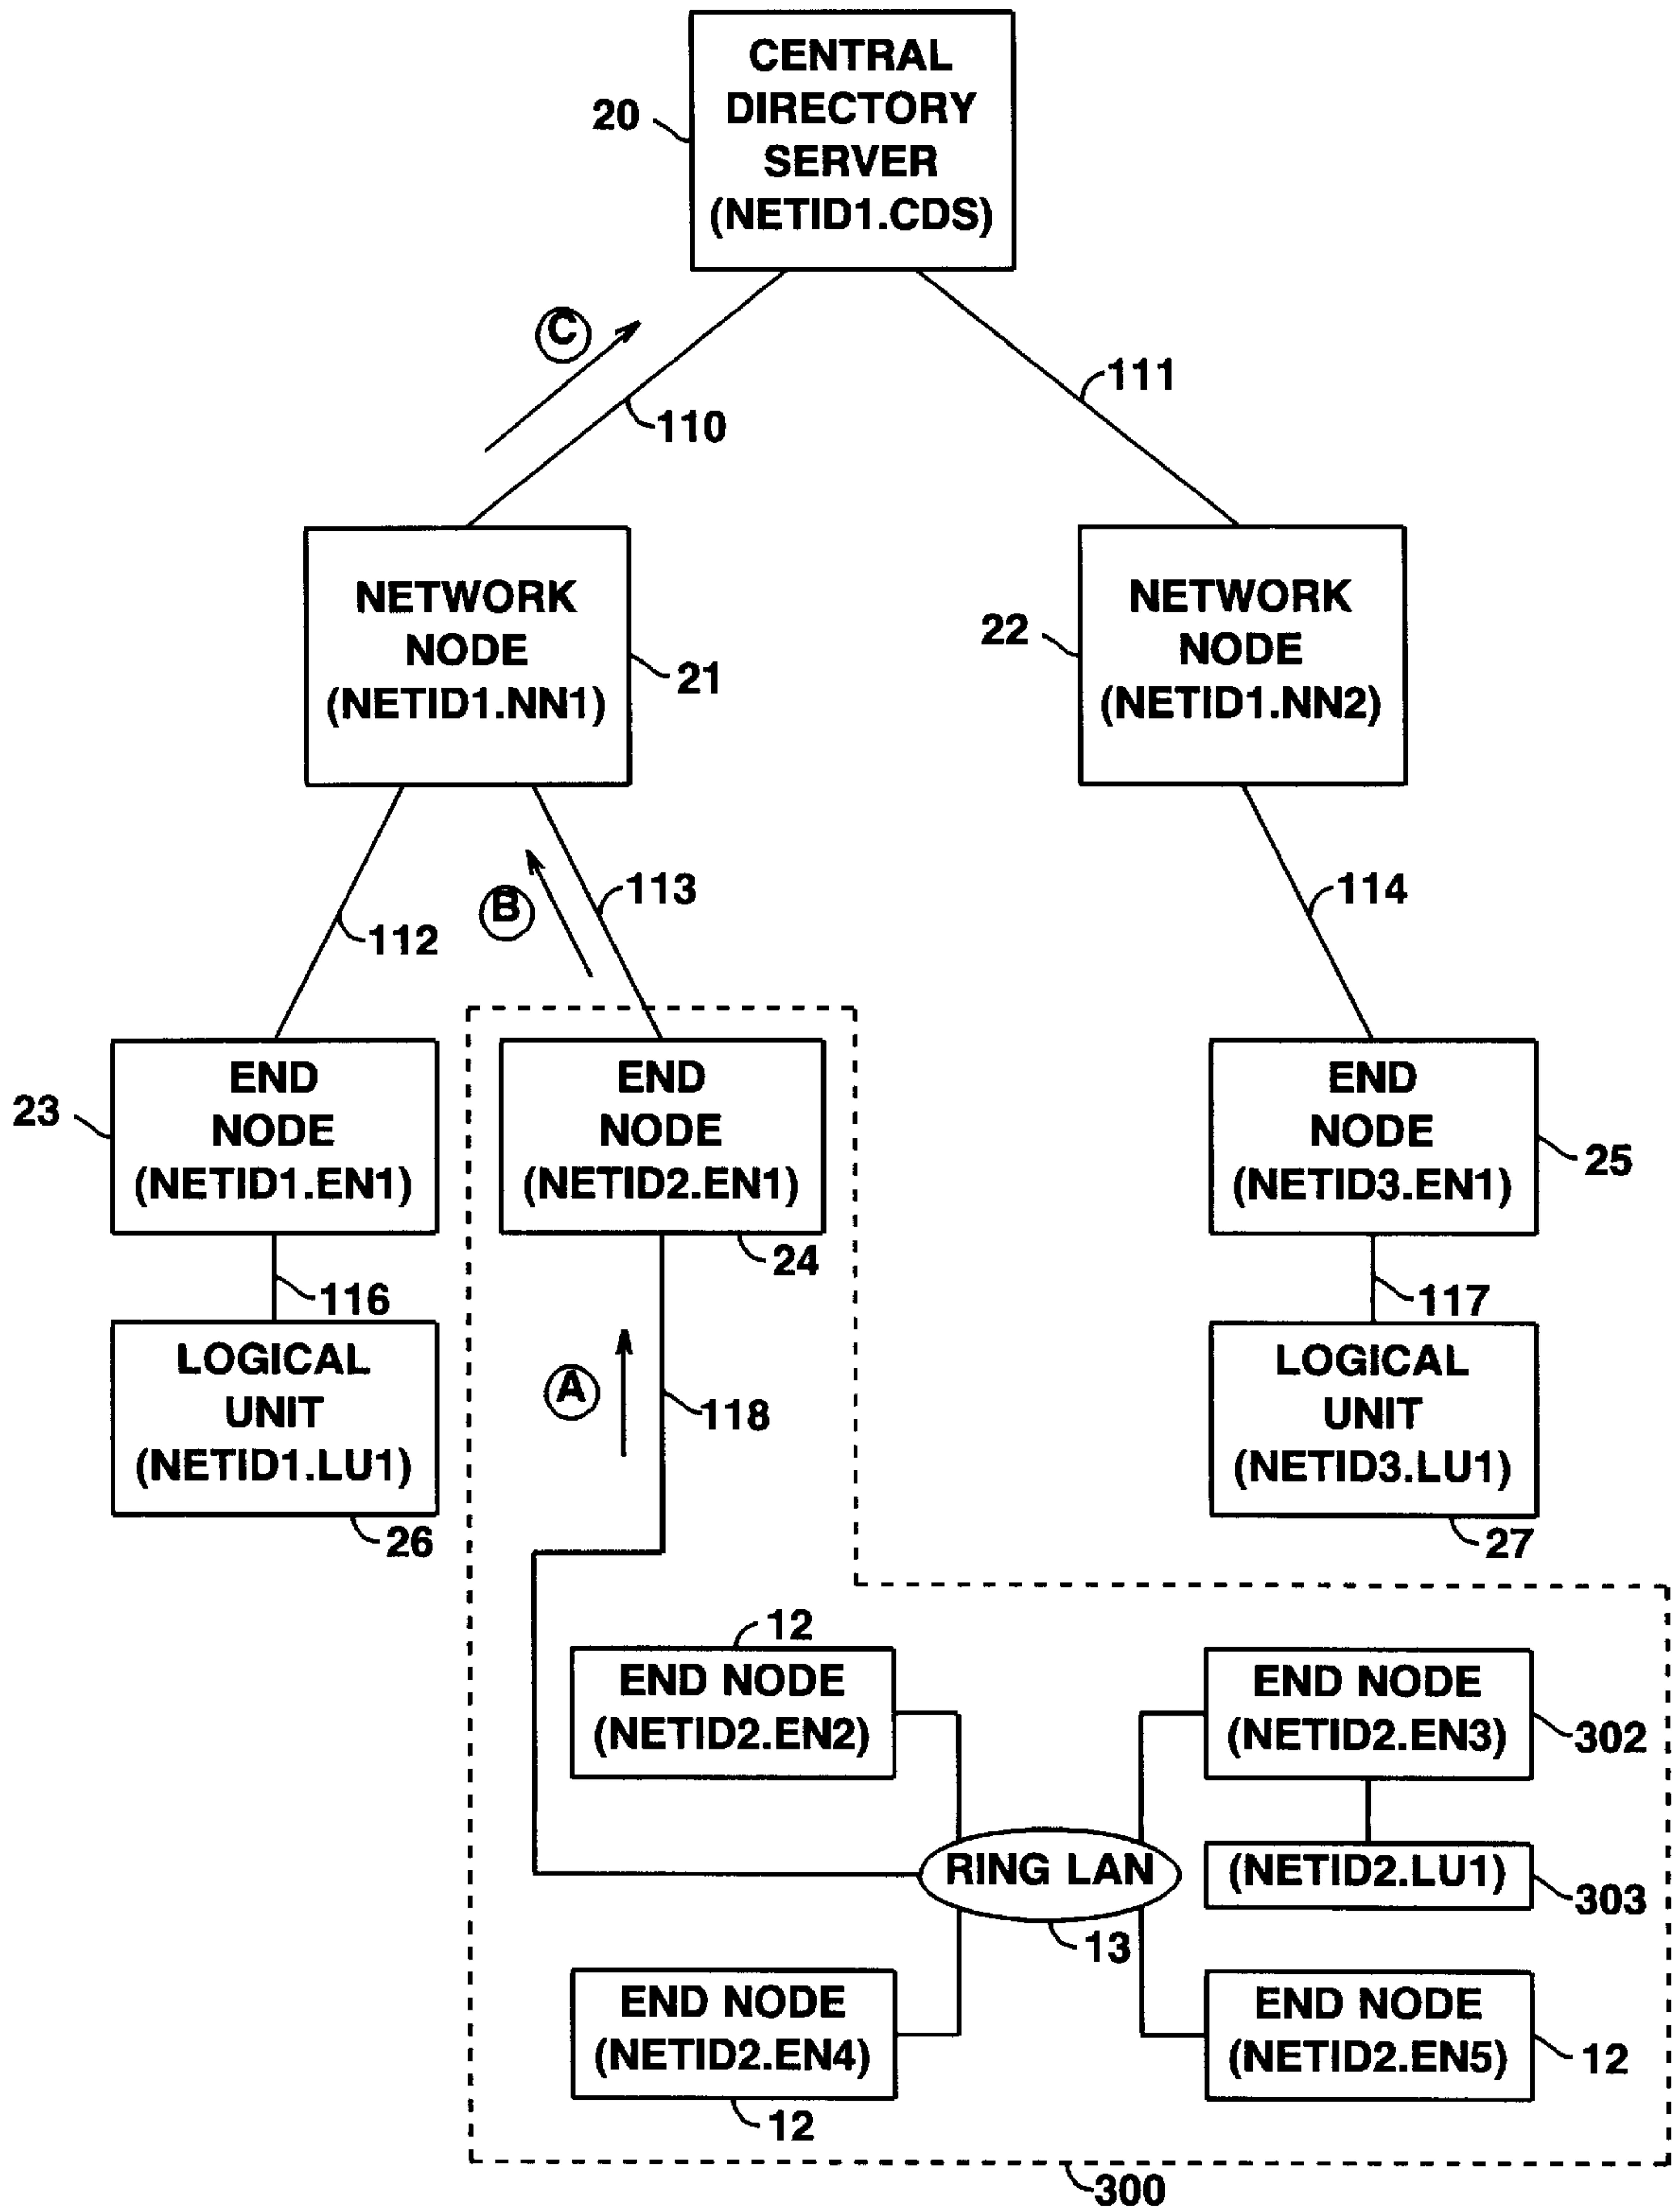 CENTRAL
DIRECTORY
SERVER
(NETID1.CDS)
20
C
110
111
NETWORK
NODE
(NETID1.NN1)
21
NETWORK
NODE
(NETID1.NN2)
22
112
B
113
114
END
NODE
(NETID1.EN1)
23
END
NODE
(NETID2.EN1)
24
END
NODE
(NETID3.EN1)
25
116
117
LOGICAL
UNIT
(NETID1.LU1)
26
A
118
LOGICAL
UNIT
(NETID3.LU1)
27
12
END NODE
(NETID2.EN2)
END NODE
(NETID2.EN3)
302
RING LAN
13
(NETID2.LU1)
303
END NODE
(NETID2.EN4)
12
END NODE
(NETID2.EN5)
12
300